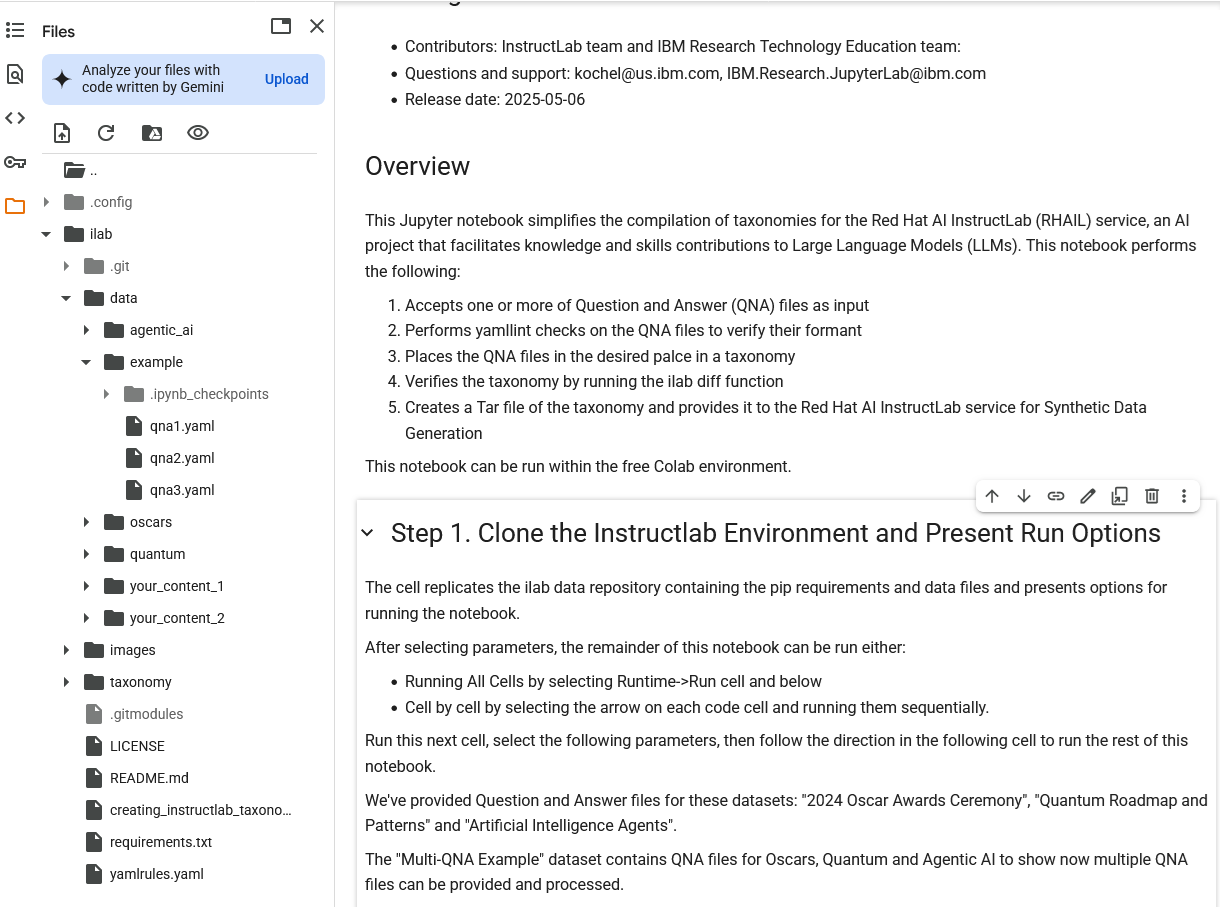 Files
Analyze your files with
code written by Gemini
Upload
..
.config
ilab
.git
data
agentic_ai
example
.ipynb_checkpoints
qna1.yaml
qna2.yaml
qna3.yaml
oscars
quantum
your_content_1
your_content_2
images
taxonomy
.gitmodules
LICENSE
README.md
creating_instructlab_taxono...
requirements.txt
yamlrules.yaml
• Contributors: InstructLab team and IBM Research Technology Education team:
• Questions and support: kochel@us.ibm.com, IBM.Research.JupyterLab@ibm.com
• Release date: 2025-05-06
Overview
This Jupyter notebook simplifies the compilation of taxonomies for the Red Hat AI InstructLab (RHAIL) service, an AI
project that facilitates knowledge and skills contributions to Large Language Models (LLMs). This notebook performs
the following:
1. Accepts one or more of Question and Answer (QNA) files as input
2. Performs yamllint checks on the QNA files to verify their formant
3. Places the QNA files in the desired palce in a taxonomy
4. Verifies the taxonomy by running the ilab diff function
5. Creates a Tar file of the taxonomy and provides it to the Red Hat AI InstructLab service for Synthetic Data
Generation
This notebook can be run within the free Colab environment.
Step 1. Clone the Instructlab Environment and Present Run Options
The cell replicates the ilab data repository containing the pip requirements and data files and presents options for
running the notebook.
After selecting parameters, the remainder of this notebook can be run either:
• Running All Cells by selecting Runtime->Run cell and below
• Cell by cell by selecting the arrow on each code cell and running them sequentially.
Run this next cell, select the following parameters, then follow the direction in the following cell to run the rest of this
notebook.
We've provided Question and Answer files for these datasets: "2024 Oscar Awards Ceremony", "Quantum Roadmap and
Patterns" and "Artificial Intelligence Agents".
The "Multi-QNA Example" dataset contains QNA files for Oscars, Quantum and Agentic AI to show now multiple QNA
files can be provided and processed.